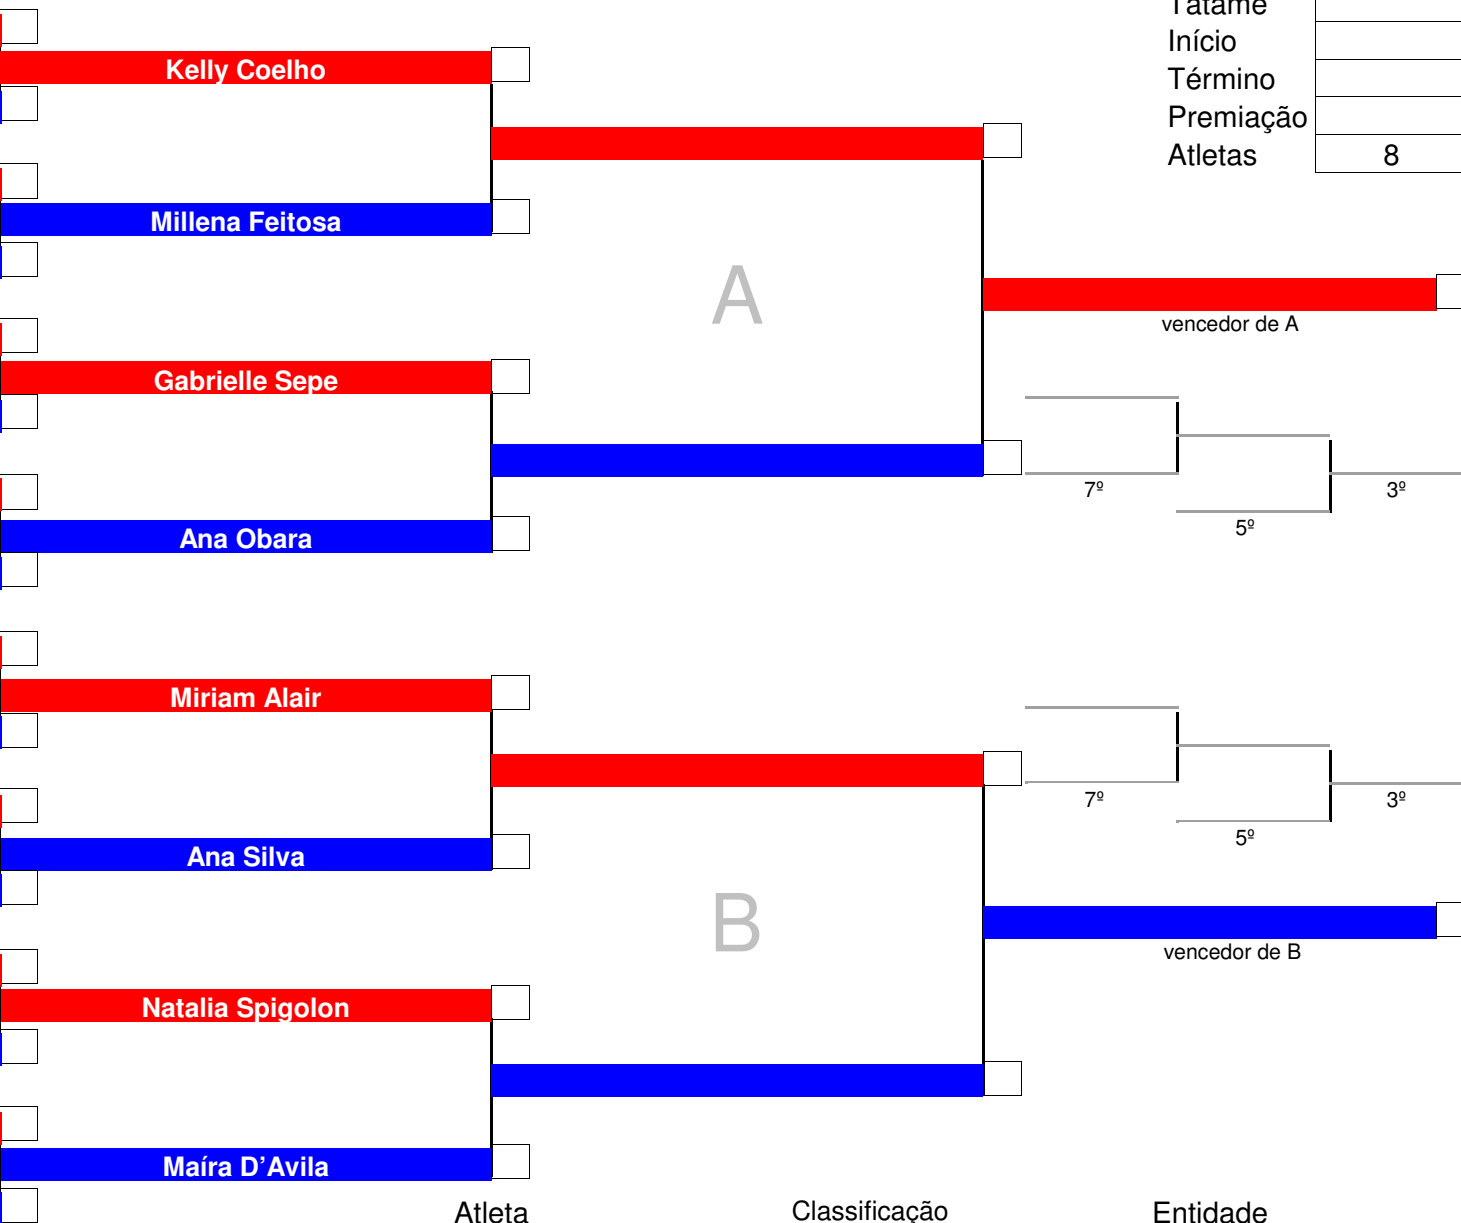 Tatame
Início
Kelly Coelho
Término
Premiação
Atletas 8
Millena Feitosa
A
vencedor de A
Gabrielle Sepe
7º 3º
5º
Ana Obara
Miriam Alair
7º 3º
5º
Ana Silva
B
vencedor de B
Natalia Spigolon
Maíra D’Avila
Atleta Classificação Entidade